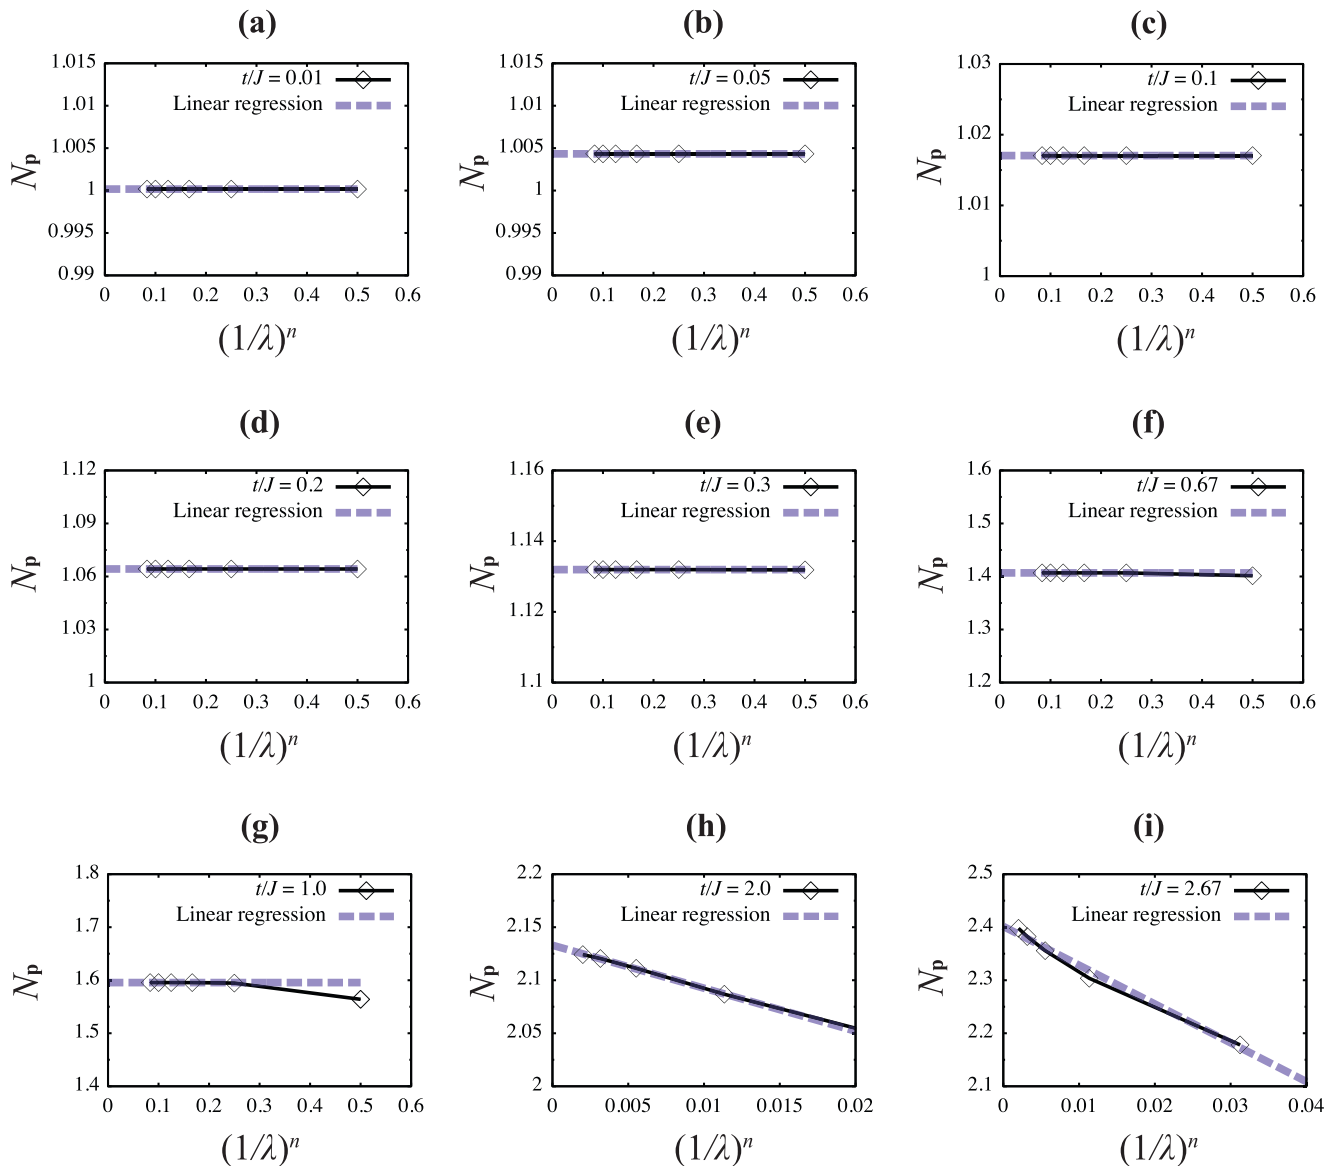 (a)
1.015
1.01
1.005
1
0.995
0.99
Np
t/J = 0.01
Linear regression
0 0.1 0.2 0.3 0.4 0.5 0.6
(1/λ)ⁿ
(b)
1.015
1.01
1.005
1
0.995
0.99
Np
t/J = 0.05
Linear regression
0 0.1 0.2 0.3 0.4 0.5 0.6
(1/λ)ⁿ
(c)
1.03
1.02
1.01
1
Np
t/J = 0.1
Linear regression
0 0.1 0.2 0.3 0.4 0.5 0.6
(1/λ)ⁿ
(d)
1.12
1.09
1.06
1.03
1
Np
t/J = 0.2
Linear regression
0 0.1 0.2 0.3 0.4 0.5 0.6
(1/λ)ⁿ
(e)
1.16
1.14
1.12
1.1
Np
t/J = 0.3
Linear regression
0 0.1 0.2 0.3 0.4 0.5 0.6
(1/λ)ⁿ
(f)
1.6
1.5
1.4
1.3
1.2
Np
t/J = 0.67
Linear regression
0 0.1 0.2 0.3 0.4 0.5 0.6
(1/λ)ⁿ
(g)
1.8
1.7
1.6
1.5
1.4
Np
t/J = 1.0
Linear regression
0 0.1 0.2 0.3 0.4 0.5 0.6
(1/λ)ⁿ
(h)
2.2
2.15
2.1
2.05
2
Np
t/J = 2.0
Linear regression
0 0.005 0.01 0.015 0.02
(1/λ)ⁿ
(i)
2.5
2.4
2.3
2.2
2.1
Np
t/J = 2.67
Linear regression
0 0.01 0.02 0.03 0.04
(1/λ)ⁿ